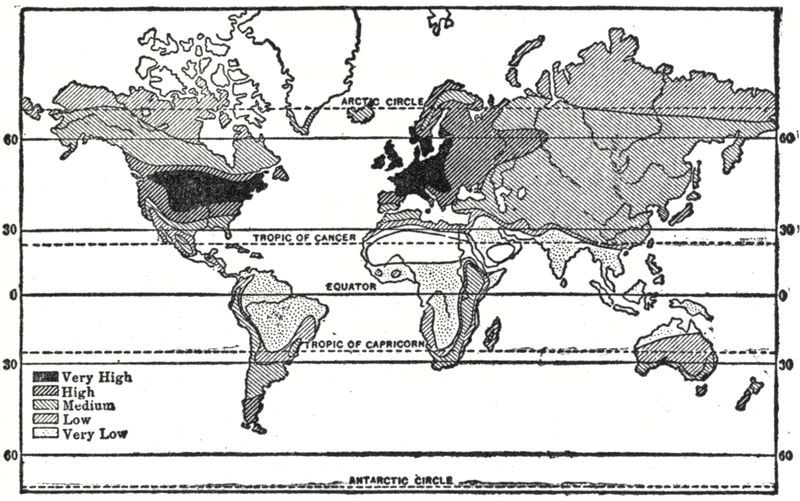 ARCTIC CIRCLE
60 60
30 TROPIC OF CANCER 30
EQUATOR
0 0
TROPIC OF CAPRICORN
30 30
Very High
High
Medium
Low
Very Low
60 60
ANTARCTIC CIRCLE